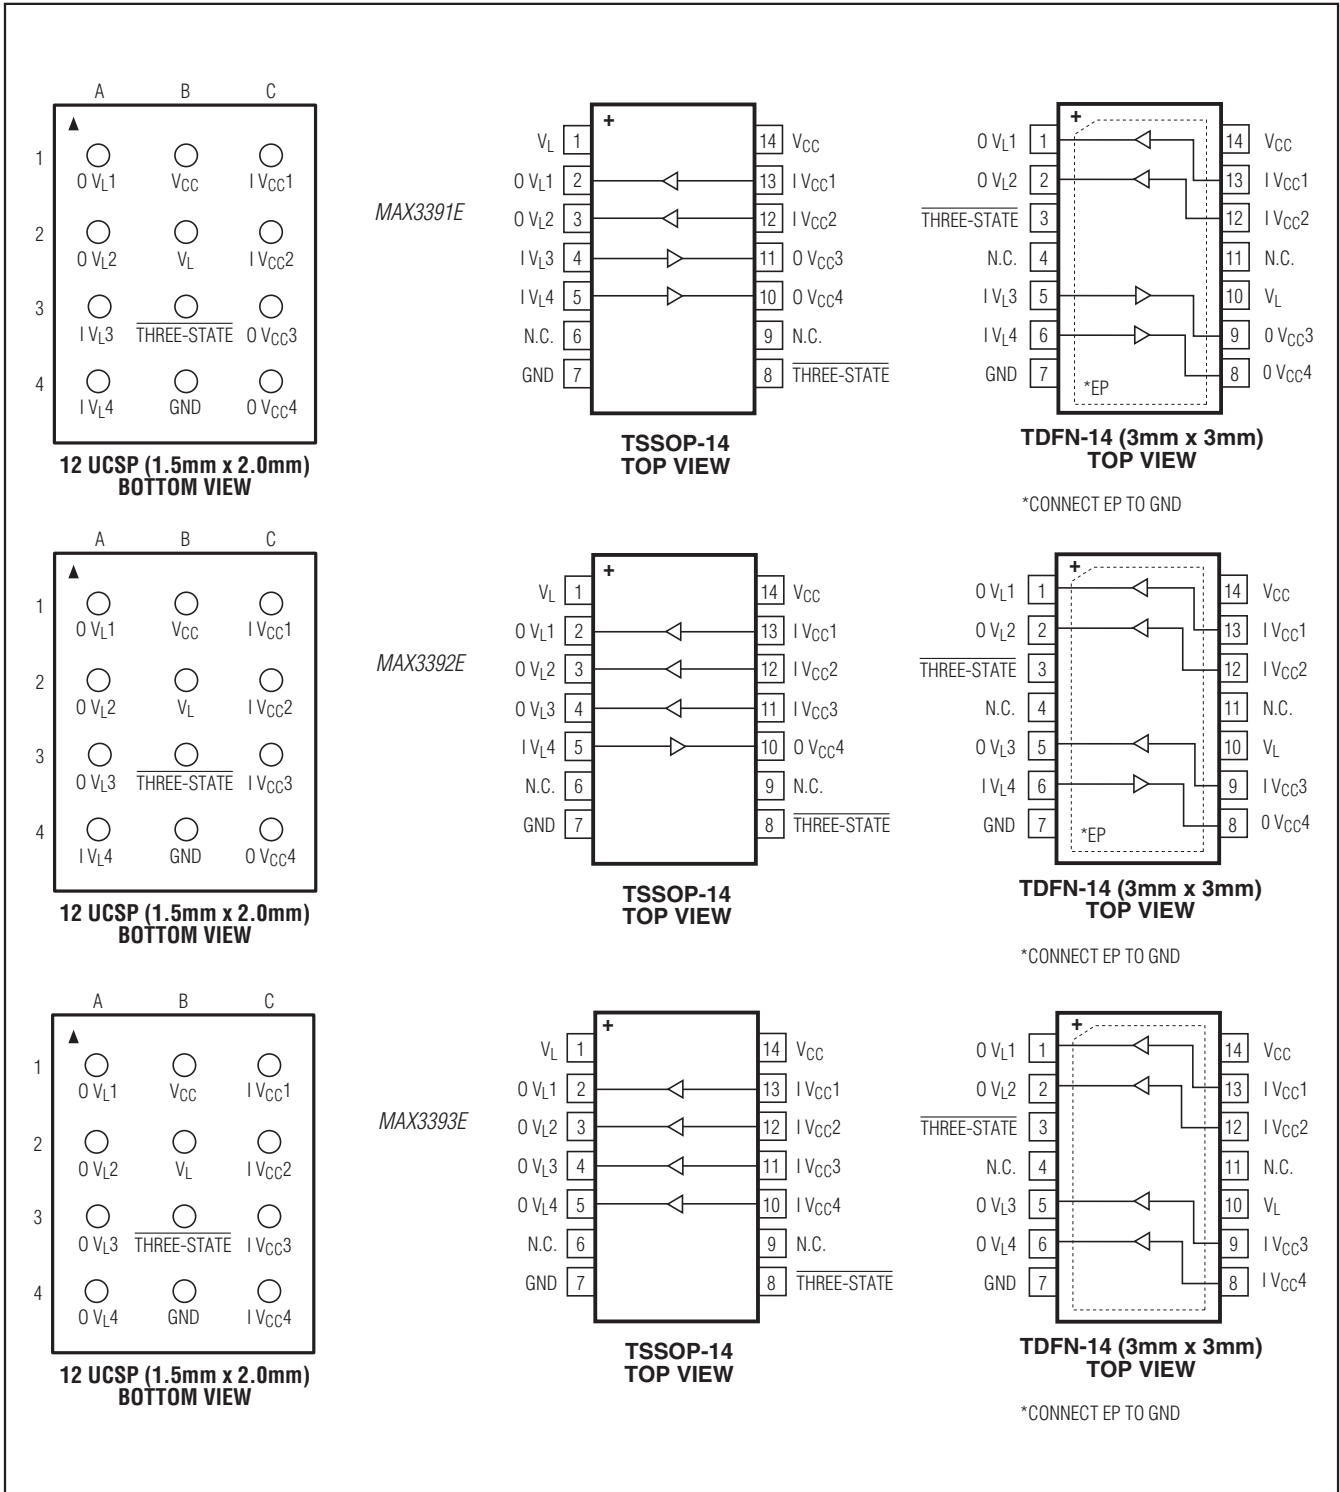 A B C
1
O VL1 VCC I VCC1
2
O VL2 VL I VCC2
3
I VL3 THREE-STATE O VCC3
4
I VL4 GND O VCC4
12 UCSP (1.5mm x 2.0mm)
BOTTOM VIEW
MAX3391E
+
VL 1 14 VCC
O VL1 2 13 I VCC1
O VL2 3 12 I VCC2
I VL3 4 11 O VCC3
I VL4 5 10 O VCC4
N.C. 6 9 N.C.
GND 7 8 THREE-STATE
TSSOP-14
TOP VIEW
+
O VL1 1 14 VCC
O VL2 2 13 I VCC1
THREE-STATE 3 12 I VCC2
N.C. 4 11 N.C.
I VL3 5 10 VL
I VL4 6 9 O VCC3
GND 7 *EP 8 O VCC4
TDFN-14 (3mm x 3mm)
TOP VIEW
*CONNECT EP TO GND
A B C
1
O VL1 VCC I VCC1
2
O VL2 VL I VCC2
3
O VL3 THREE-STATE I VCC3
4
I VL4 GND O VCC4
12 UCSP (1.5mm x 2.0mm)
BOTTOM VIEW
MAX3392E
+
VL 1 14 VCC
O VL1 2 13 I VCC1
O VL2 3 12 I VCC2
O VL3 4 11 I VCC3
I VL4 5 10 O VCC4
N.C. 6 9 N.C.
GND 7 8 THREE-STATE
TSSOP-14
TOP VIEW
+
O VL1 1 14 VCC
O VL2 2 13 I VCC1
THREE-STATE 3 12 I VCC2
N.C. 4 11 N.C.
O VL3 5 10 VL
I VL4 6 9 I VCC3
GND 7 *EP 8 O VCC4
TDFN-14 (3mm x 3mm)
TOP VIEW
*CONNECT EP TO GND
A B C
1
O VL1 VCC I VCC1
2
O VL2 VL I VCC2
3
O VL3 THREE-STATE I VCC3
4
O VL4 GND I VCC4
12 UCSP (1.5mm x 2.0mm)
BOTTOM VIEW
MAX3393E
+
VL 1 14 VCC
O VL1 2 13 I VCC1
O VL2 3 12 I VCC2
O VL3 4 11 I VCC3
O VL4 5 10 I VCC4
N.C. 6 9 N.C.
GND 7 8 THREE-STATE
TSSOP-14
TOP VIEW
+
O VL1 1 14 VCC
O VL2 2 13 I VCC1
THREE-STATE 3 12 I VCC2
N.C. 4 11 N.C.
O VL3 5 10 VL
O VL4 6 9 I VCC3
GND 7 8 I VCC4
TDFN-14 (3mm x 3mm)
TOP VIEW
*CONNECT EP TO GND